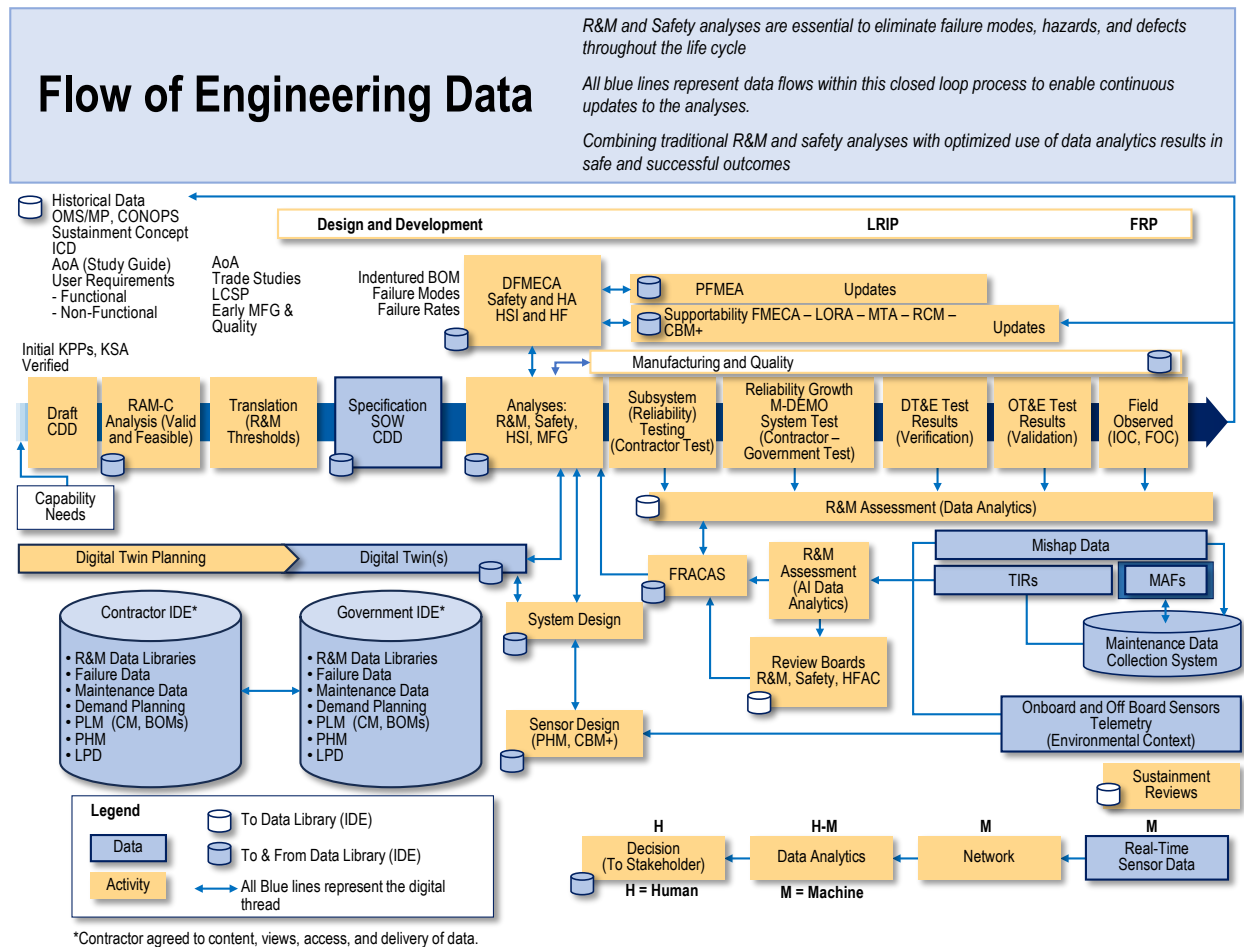 Flow of Engineering Data
R&M and Safety analyses are essential to eliminate failure modes, hazards, and defects
throughout the life cycle
All blue lines represent data flows within this closed loop process to enable continuous
updates to the analyses.
Combining traditional R&M and safety analyses with optimized use of data analytics results in
safe and successful outcomes
Historical Data
OMS/MP, CONOPS
Sustainment Concept
ICD
AoA (Study Guide)
User Requirements
- Functional
- Non-Functional
AoA
Trade Studies
LCSP
Early MFG &
Quality
Design and Development
LRIP
FRP
Indentured BOM
Failure Modes
Failure Rates
DFMECA
Safety and HA
HSI and HF
PFMEA
Updates
Supportability FMECA – LORA – MTA – RCM –
CBM+
Updates
Manufacturing and Quality
Initial KPPs, KSA
Verified
Draft
CDD
RAM-C
Analysis (Valid
and Feasible)
Translation
(R&M
Thresholds)
Specification
SOW
CDD
Analyses:
R&M, Safety,
HSI, MFG
Subsystem
(Reliability)
Testing
(Contractor Test)
Reliability Growth
M-DEMO
System Test
(Contractor –
Government Test)
DT&E Test
Results
(Verification)
OT&E Test
Results
(Validation)
Field
Observed
(IOC, FOC)
Capability
Needs
R&M Assessment (Data Analytics)
Digital Twin Planning
Digital Twin(s)
FRACAS
R&M
Assessment
(AI Data
Analytics)
Mishap Data
TIRs
MAFs
Maintenance Data
Collection System
Contractor IDE*
• R&M Data Libraries
• Failure Data
• Maintenance Data
• Demand Planning
• PLM (CM, BOMs)
• PHM
• LPD
Government IDE*
• R&M Data Libraries
• Failure Data
• Maintenance Data
• Demand Planning
• PLM (CM, BOMs)
• PHM
• LPD
System Design
Review Boards
R&M, Safety, HFAC
Sensor Design
(PHM, CBM+)
Onboard and Off Board Sensors
Telemetry
(Environmental Context)
Sustainment
Reviews
Legend
Data
Activity
To Data Library (IDE)
To & From Data Library (IDE)
All Blue lines represent the digital
thread
H
H-M
M
M
Decision
(To Stakeholder)
Data Analytics
Network
Real-Time
Sensor Data
H = Human
M = Machine
*Contractor agreed to content, views, access, and delivery of data.